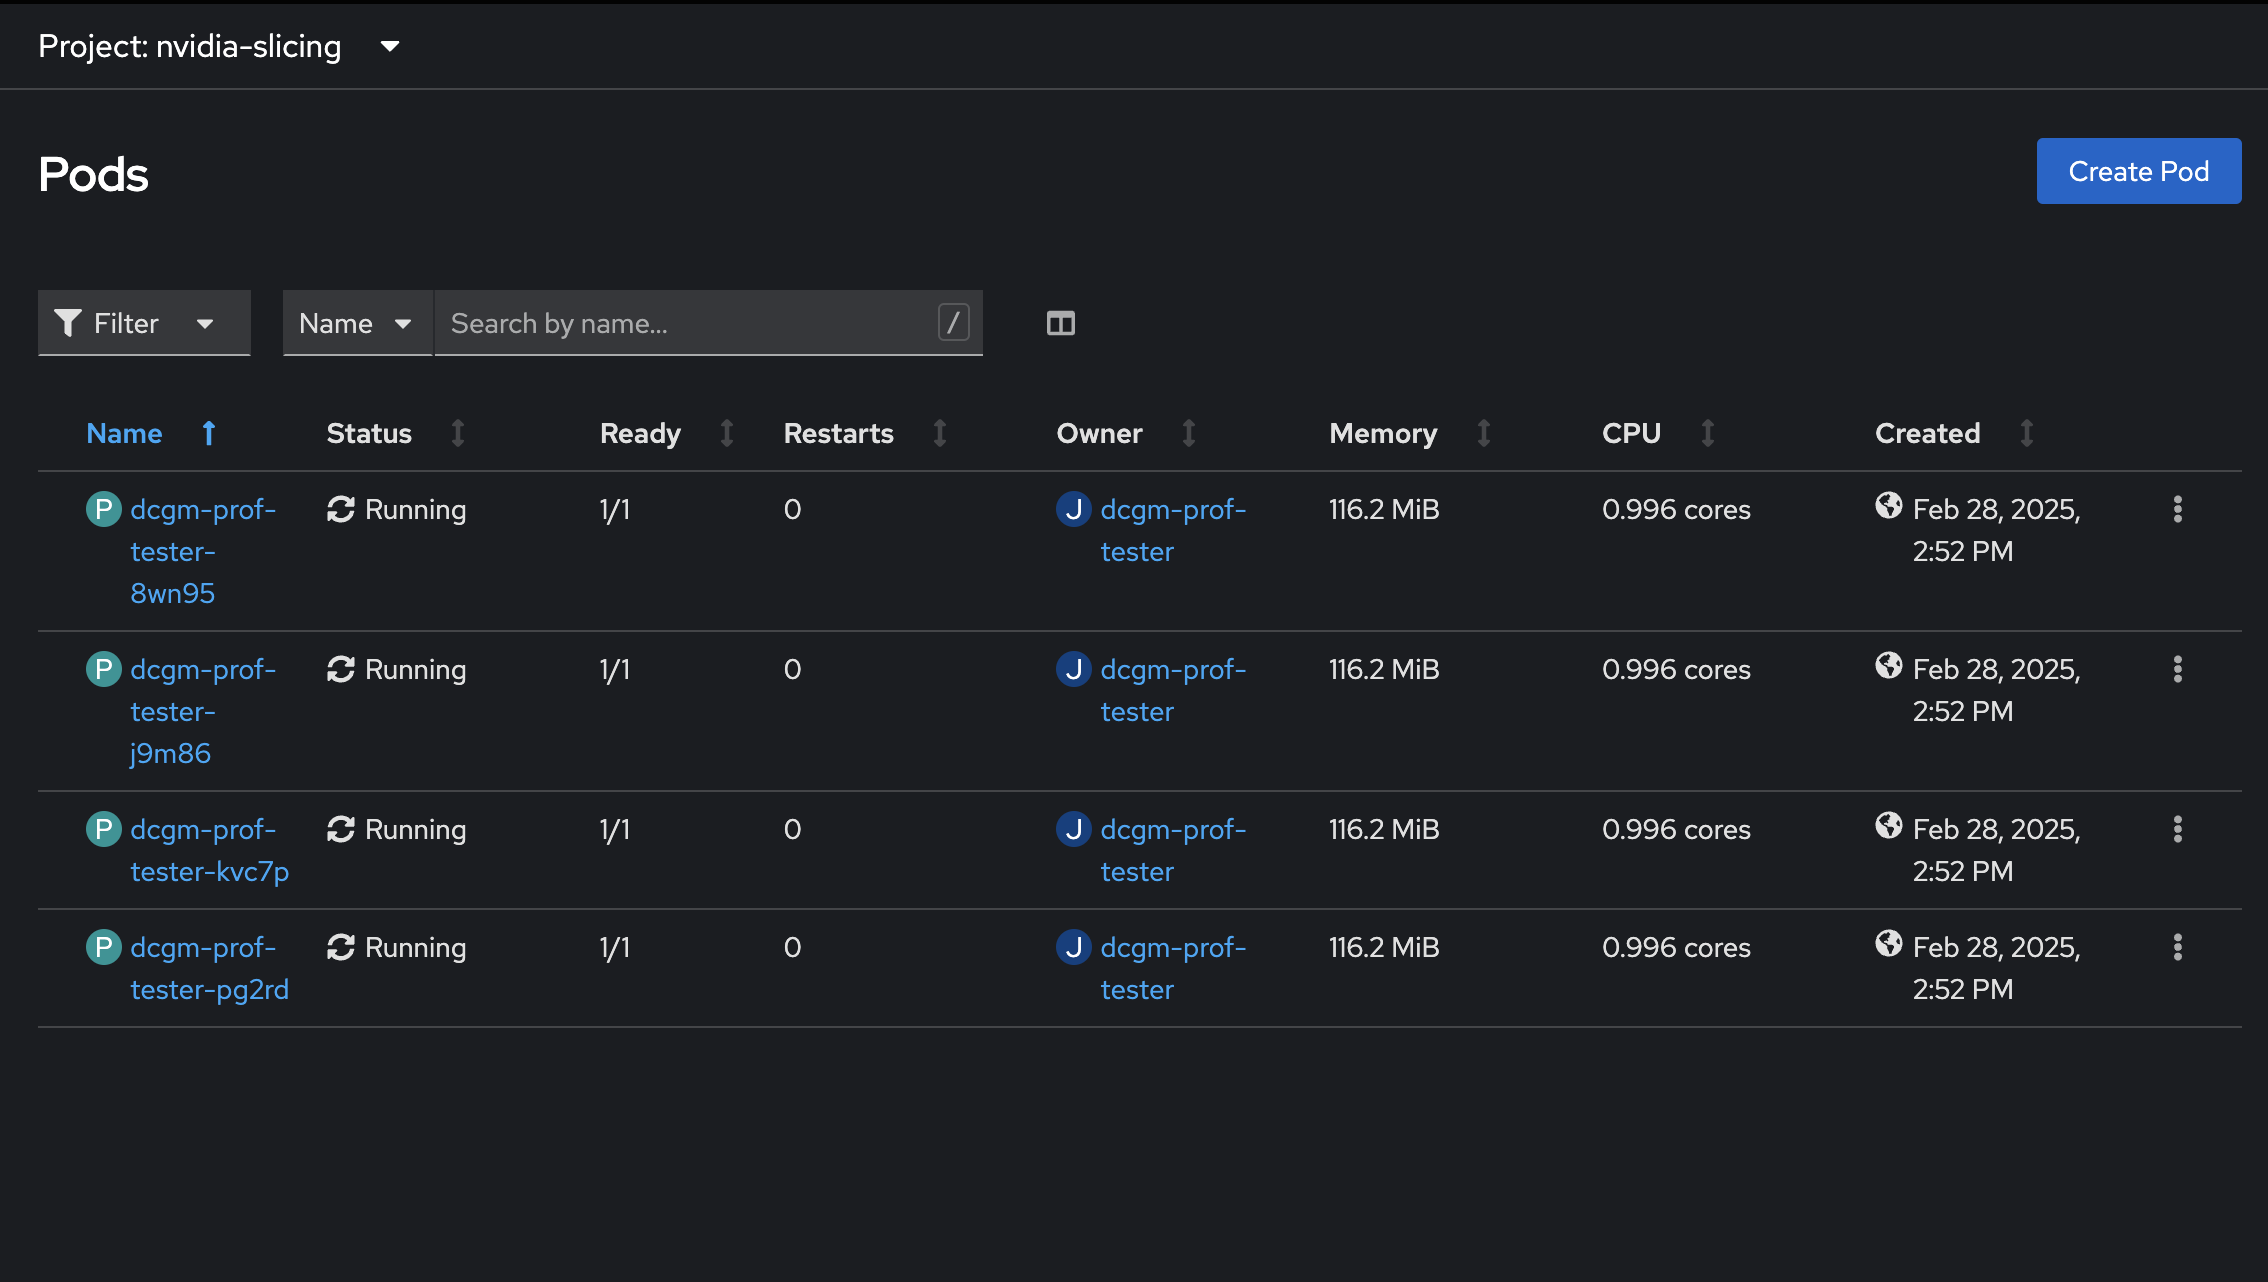 Project: nvidia-slicing
Pods
Create Pod
Filter
Name
Search by name...
/
Name Status Ready Restarts Owner Memory CPU Created
P dcgm-prof- Running 1/1 0 J dcgm-prof- 116.2 MiB 0.996 cores Feb 28, 2025,
tester- tester 2:52 PM
8wn95
P dcgm-prof- Running 1/1 0 J dcgm-prof- 116.2 MiB 0.996 cores Feb 28, 2025,
tester- tester 2:52 PM
j9m86
P dcgm-prof- Running 1/1 0 J dcgm-prof- 116.2 MiB 0.996 cores Feb 28, 2025,
tester-kvc7p tester 2:52 PM
P dcgm-prof- Running 1/1 0 J dcgm-prof- 116.2 MiB 0.996 cores Feb 28, 2025,
tester-pg2rd tester 2:52 PM